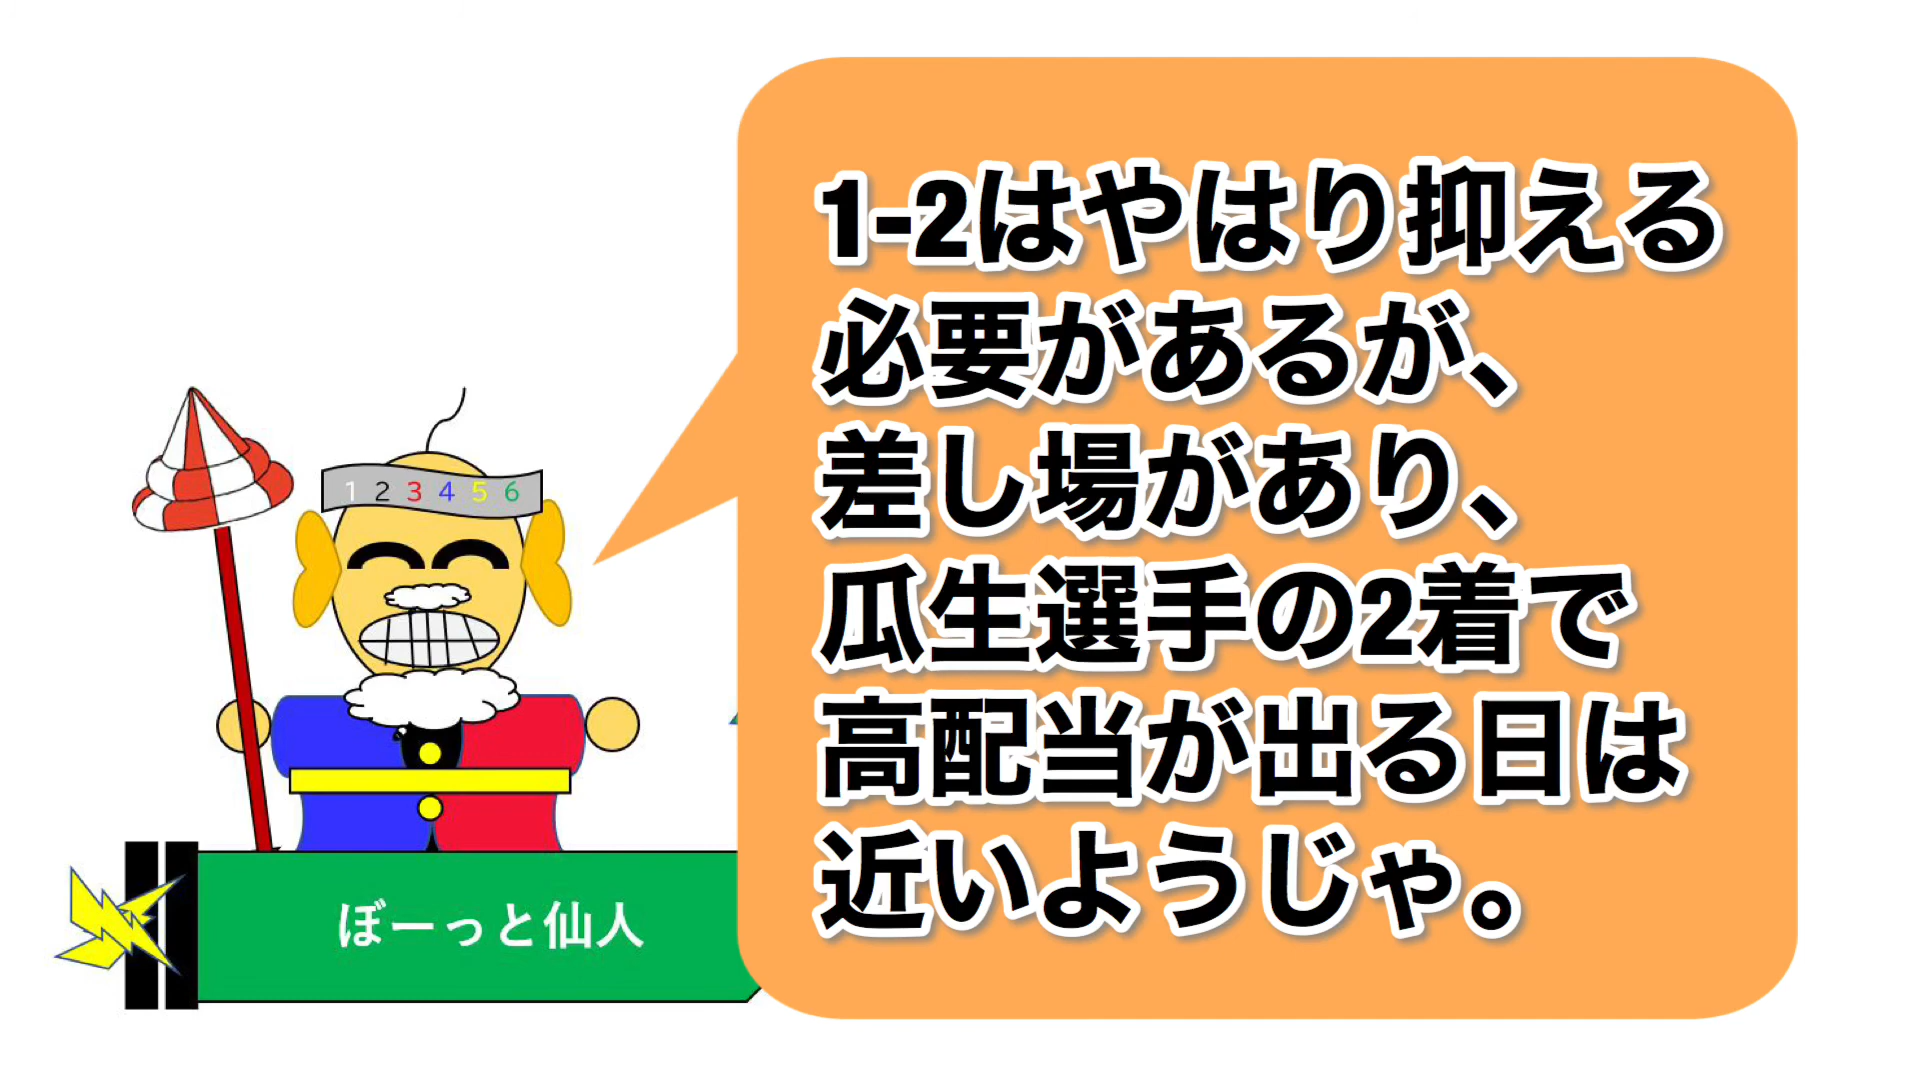 1-2はやはり抑える
必要があるが、
差し場があり、
瓜生選手の2着で
高配当が出る日は
近いようじゃ。
1 2 3 4 5 6
ぼーっと仙人